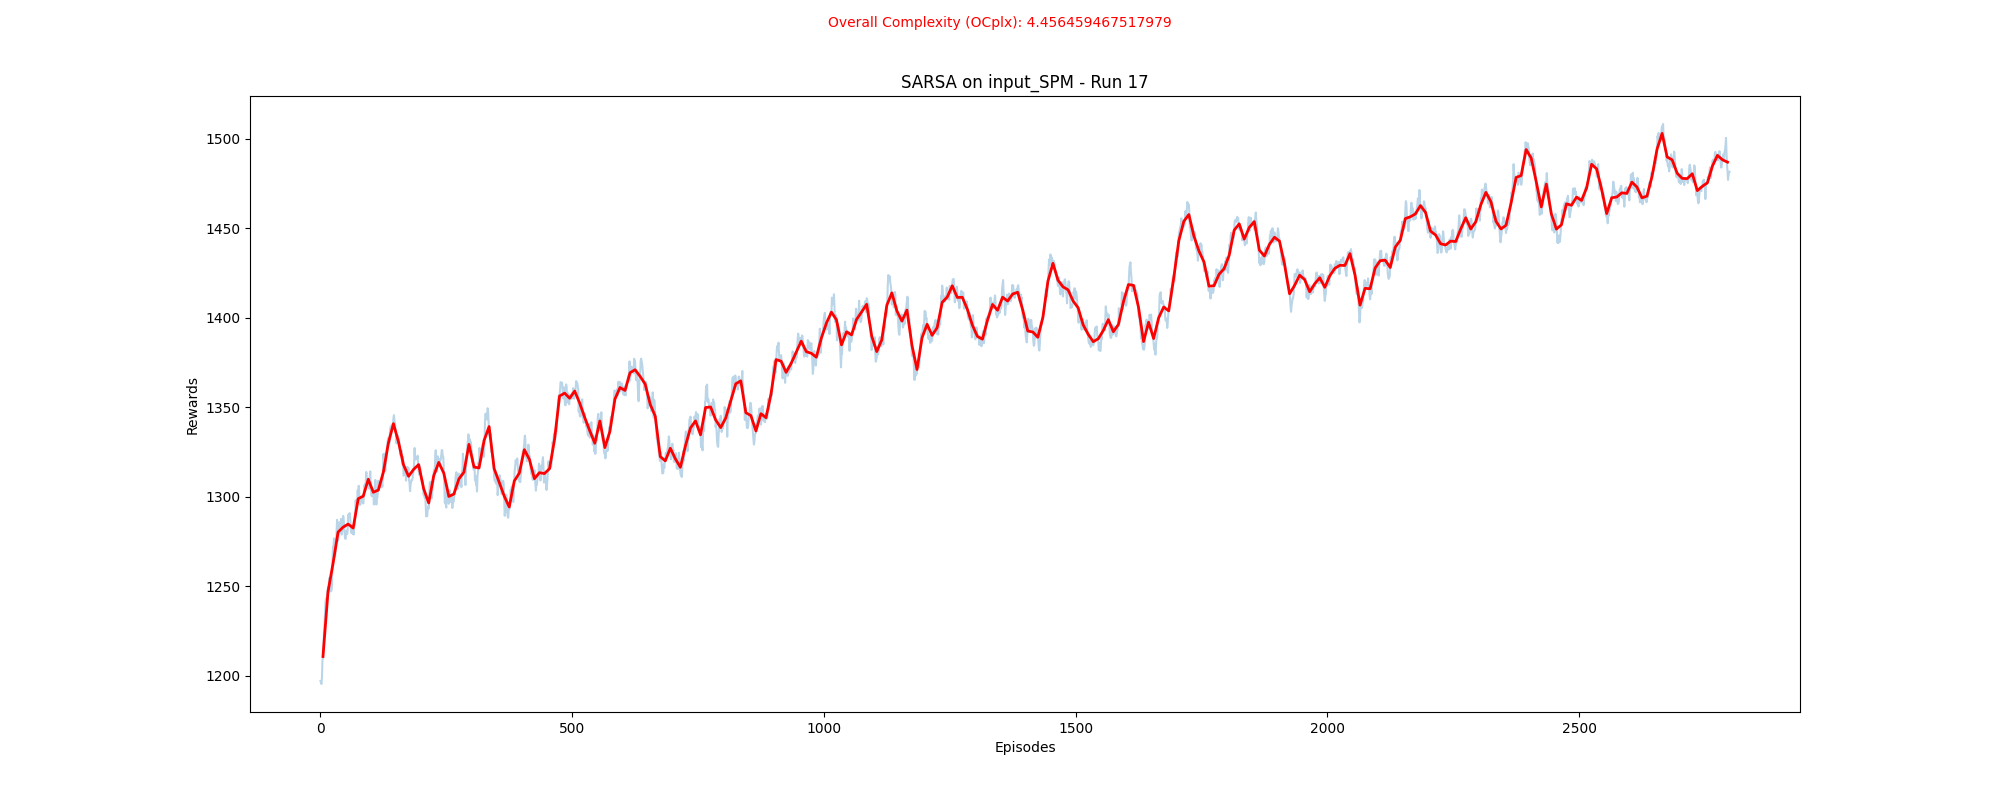 Overall Complexity (OCplx): 4.456459467517979
SARSA on input_SPM - Run 17
1500
1450
1400
1350
1300
1250
1200
Rewards
0 500 1000 1500 2000 2500
Episodes